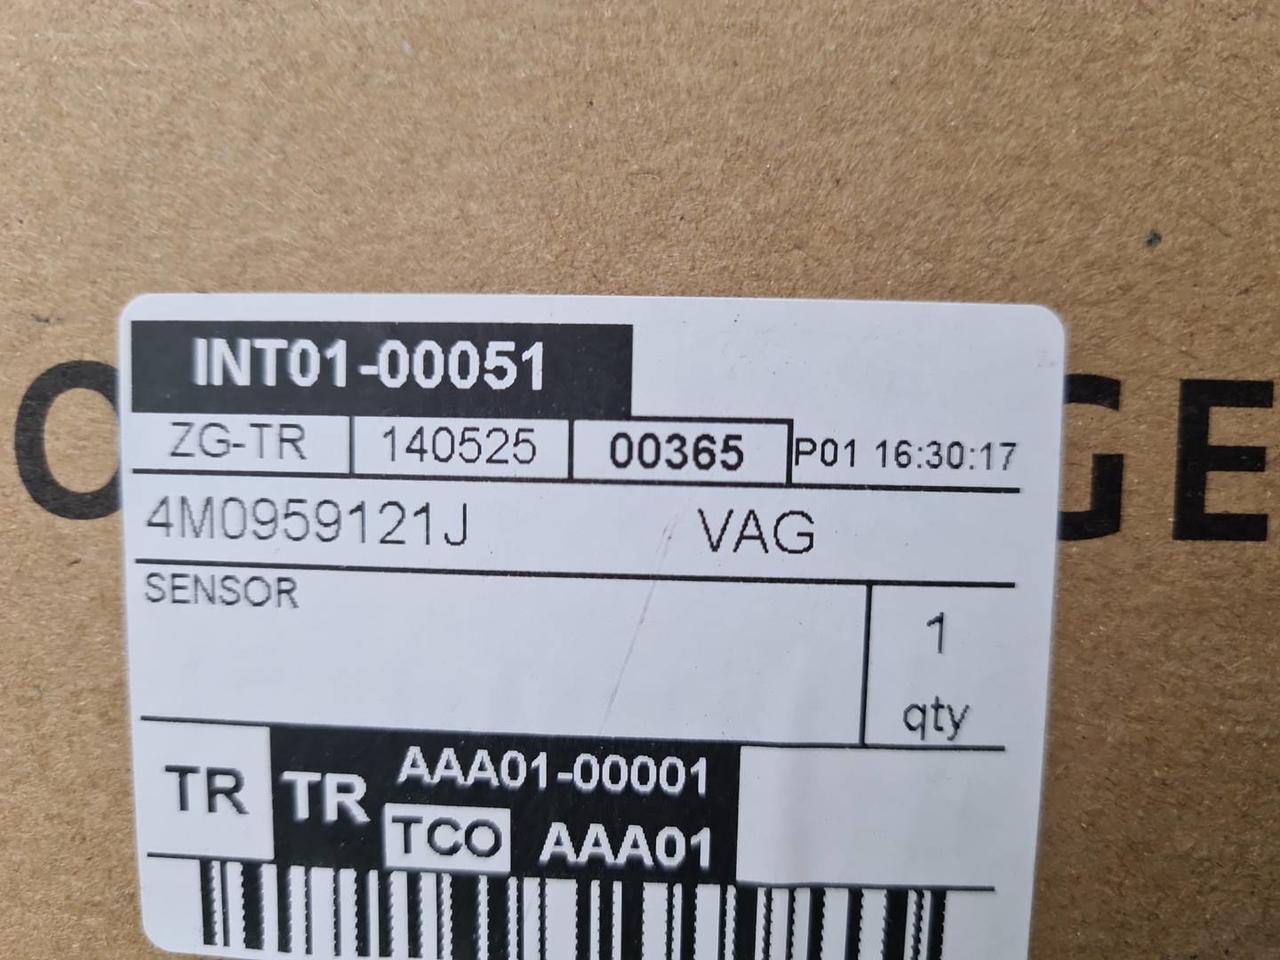 INT01-00051
ZG-TR 140525 00365 P01 16:30:17
4M0959121J VAG
SENSOR
1
qty
TR TR AAA01-00001
TCO AAA01